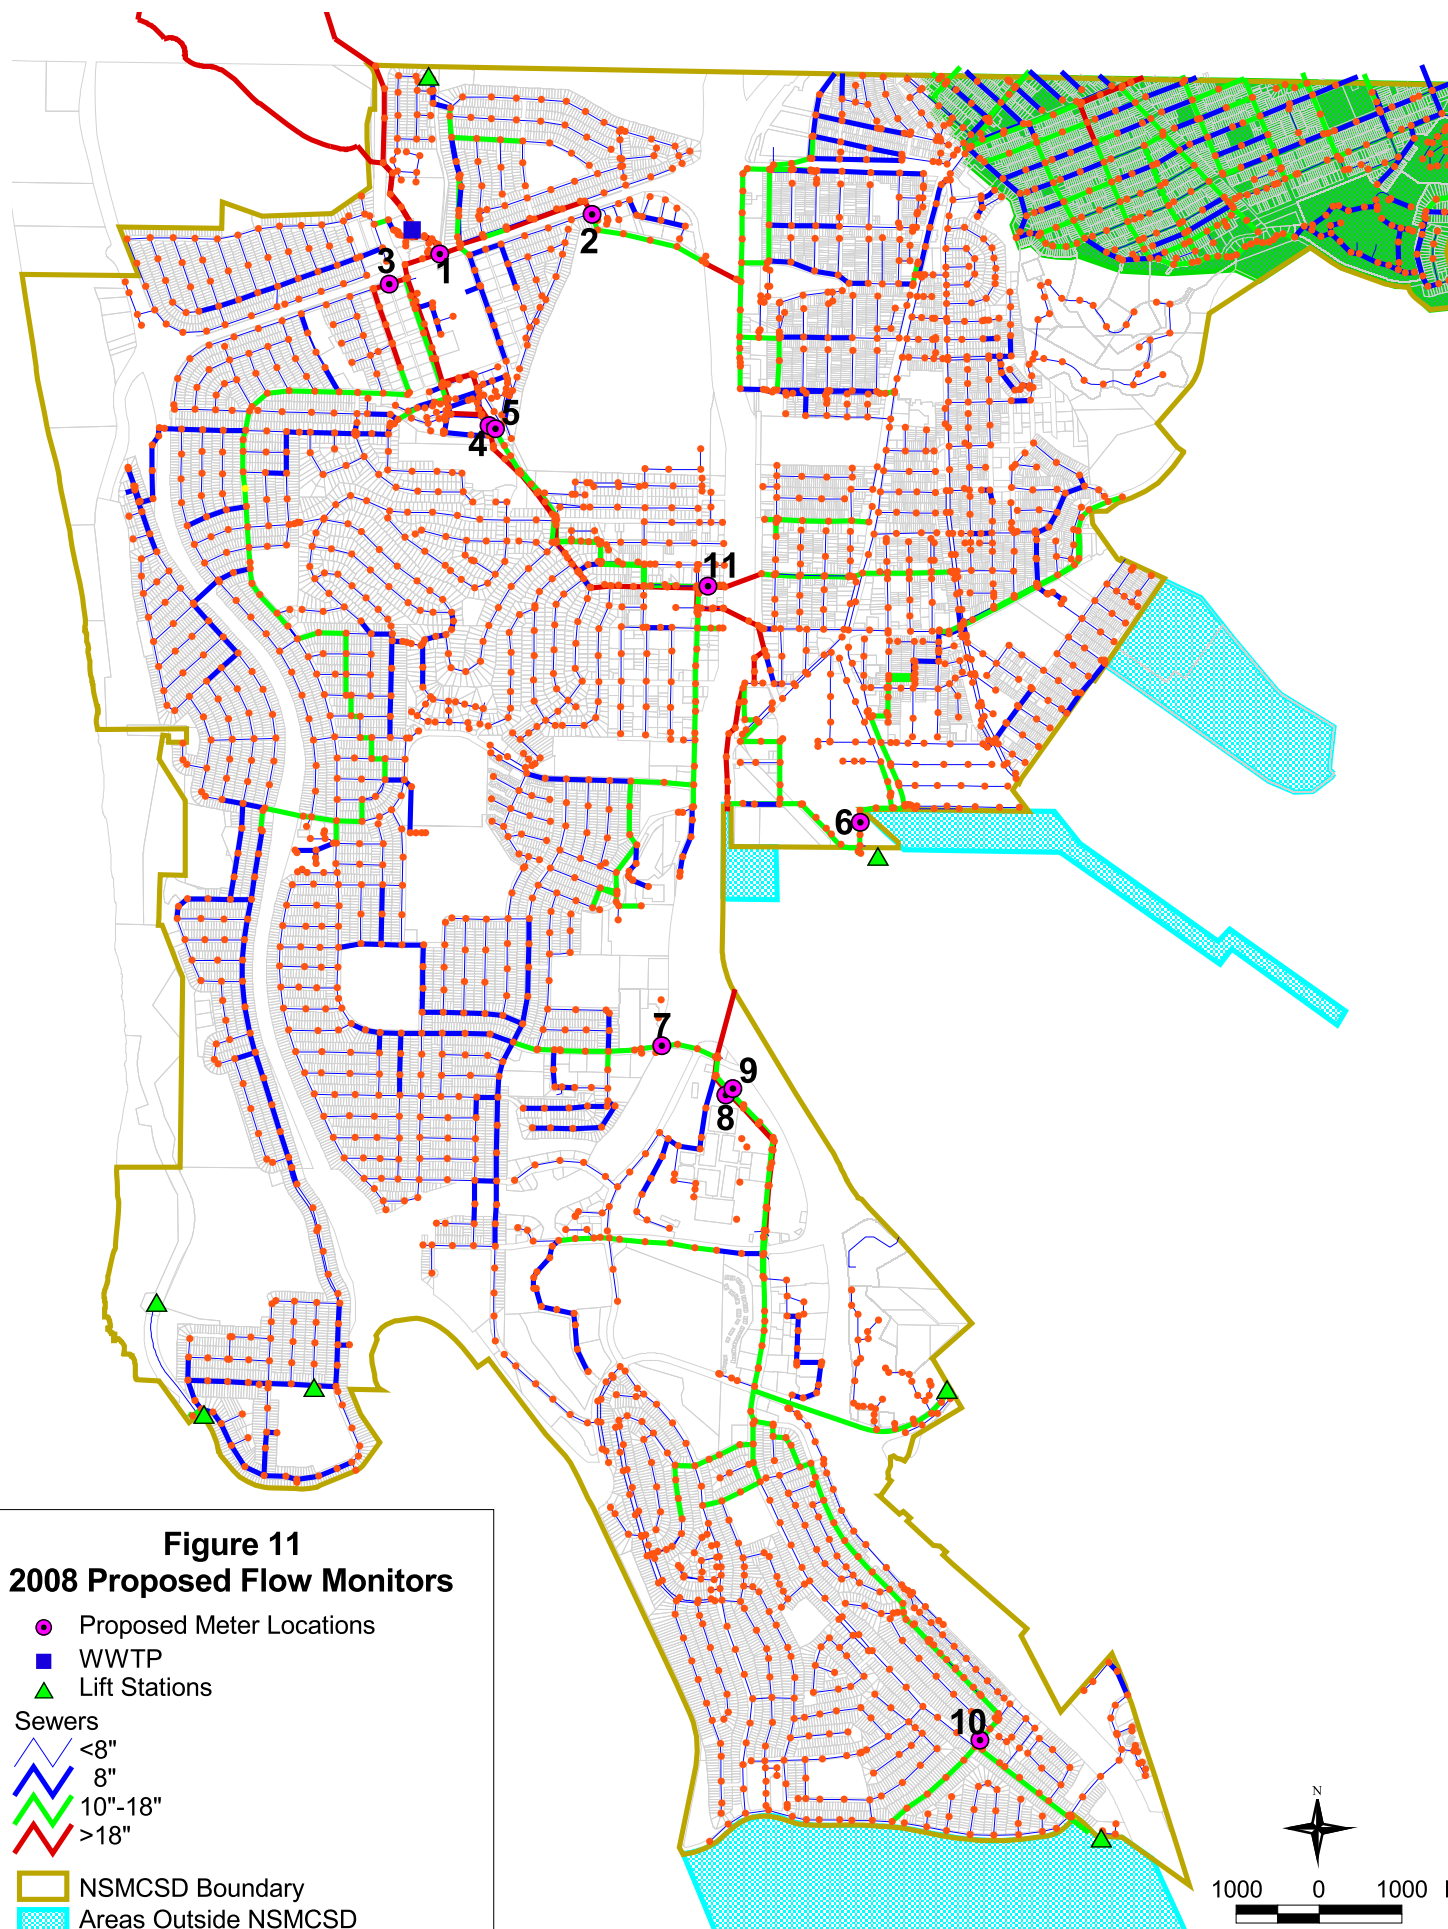 2
3
1
5
4
11
6
7
9
8
10
Figure 11
2008 Proposed Flow Monitors
Proposed Meter Locations
WWTP
Lift Stations
Sewers
<8"
8"
10"-18"
>18"
NSMCSD Boundary
Areas Outside NSMCSD
N
1000 0 1000